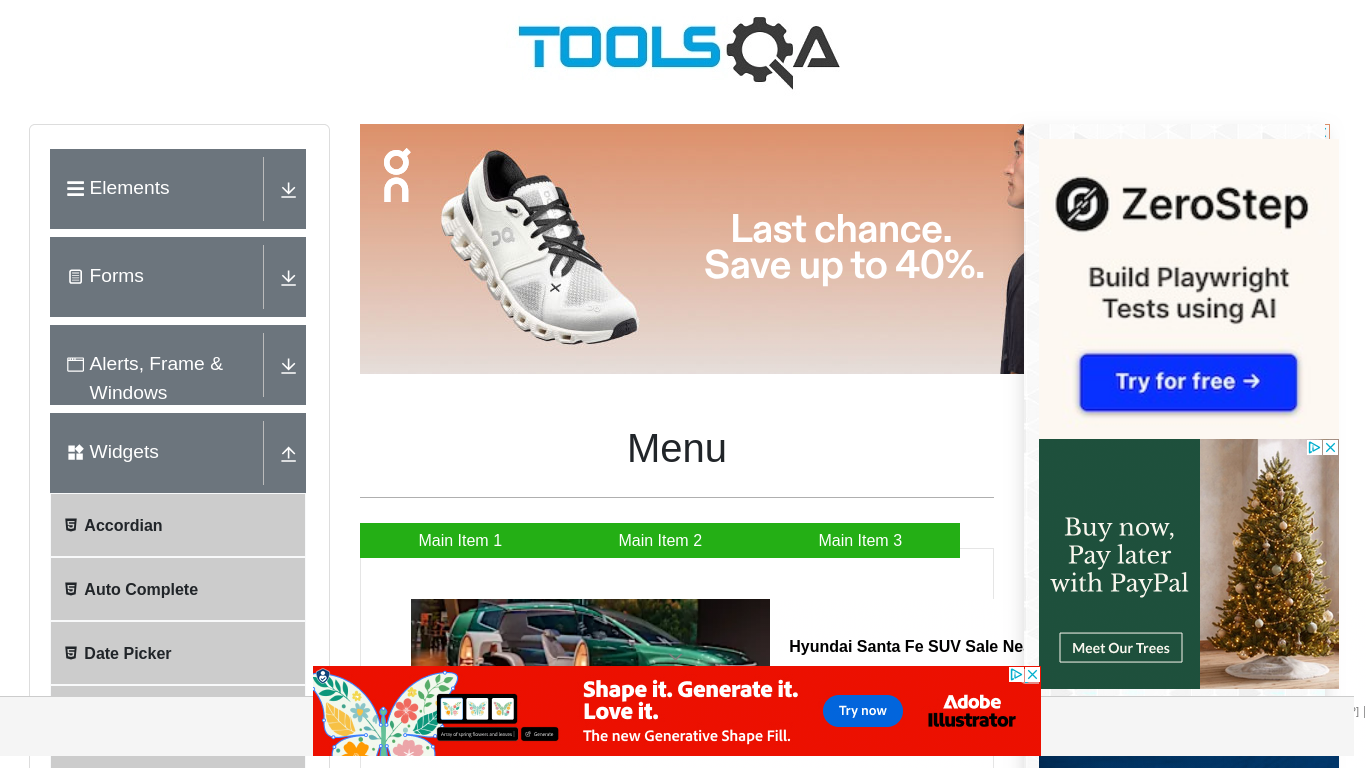 TOOLSQA
Elements
Forms
Alerts, Frame &
Windows
Widgets
Accordian
Auto Complete
Date Picker
on
Last chance.
Save up to 40%.
Menu
Main Item 1
Main Item 2
Main Item 3
Hyundai Santa Fe SUV Sale Ne
ZeroStep
Build Playwright
Tests using AI
Try for free →
Buy now,
Pay later
with PayPal
Meet Our Trees
Array of spring flowers and leaves
Generate
Shape it. Generate it.
Love it.
The new Generative Shape Fill.
Try now
Adobe
Illustrator